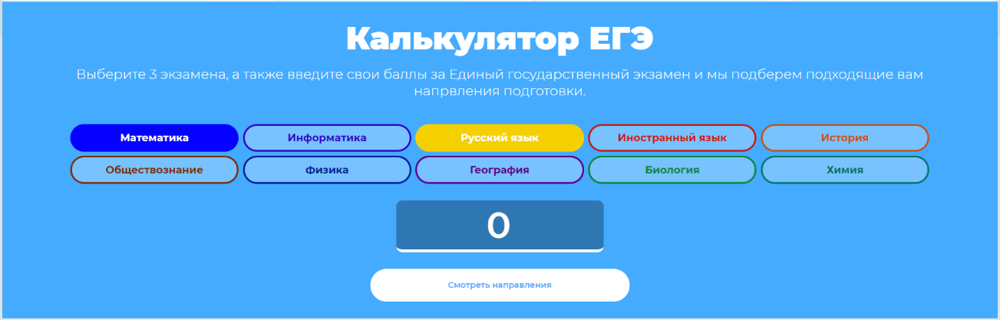 Калькулятор ЕГЭ
Выберите 3 экзамена, а также введите свои баллы за Единый государственный экзамен и мы подберем подходящие вам
напрвления подготовки.
Математика Информатика Русский язык Иностранный язык История
Обществознание Физика География Биология Химия
0
Смотреть направления